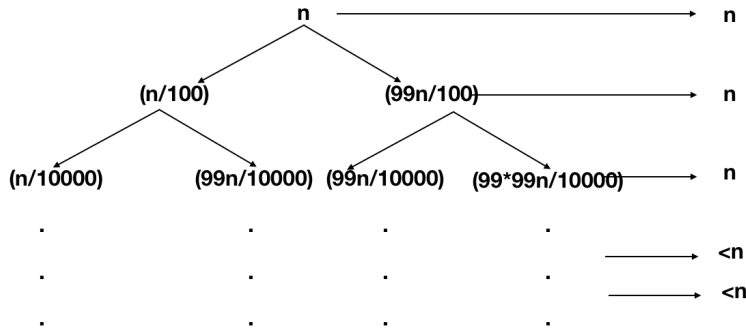 n n
(n/100) (99n/100) n
(n/10000) (99n/10000) (99n/10000) (99*99n/10000) n
. . . .
<n
. . . .
<n
. . . .